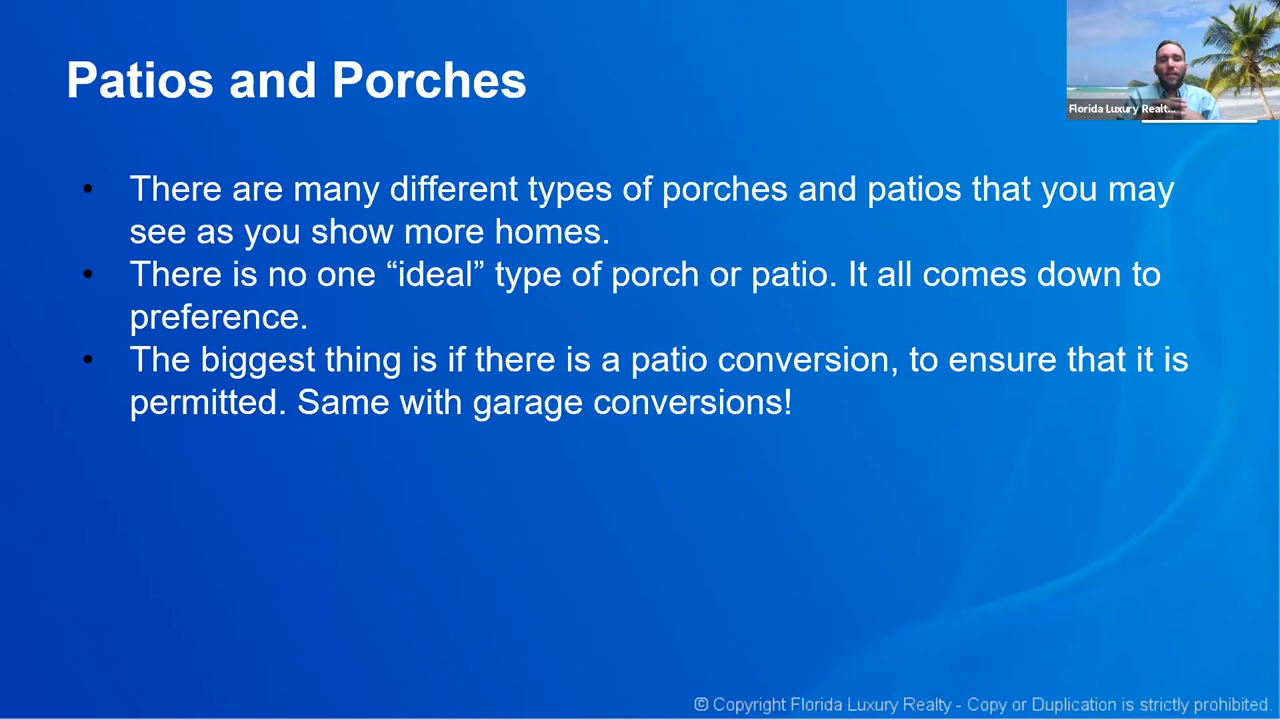 Patios and Porches
Florida Luxury Realt...
• There are many different types of porches and patios that you may
see as you show more homes.
• There is no one “ideal” type of porch or patio. It all comes down to
preference.
• The biggest thing is if there is a patio conversion, to ensure that it is
permitted. Same with garage conversions!
© Copyright Florida Luxury Realty - Copy or Duplication is strictly prohibited.